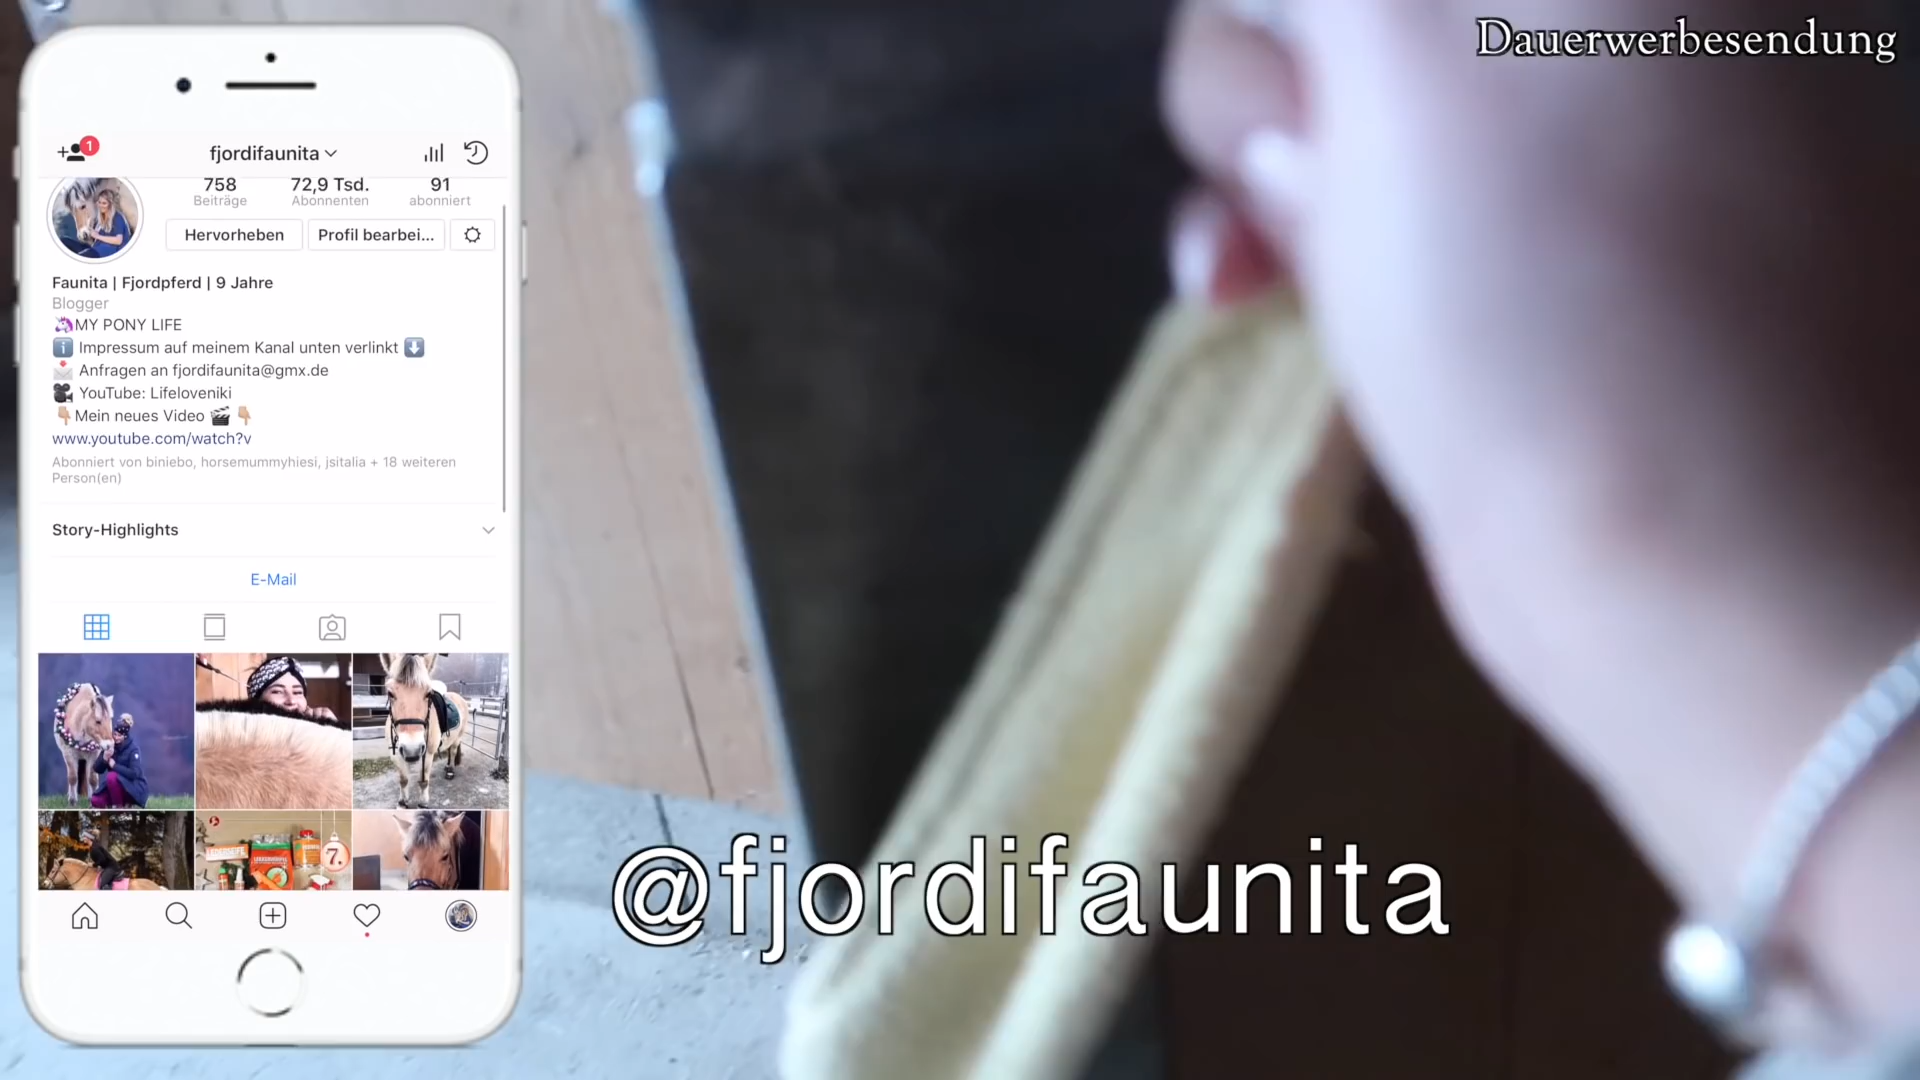 Dauerwerbesendung
1
fjordifaunita
758
72,9 Tsd.
91
Beiträge
Abonnenten
abonniert
Hervorheben
Profil bearbei...
Faunita | Fjordpferd | 9 Jahre
Blogger
🦄MY PONY LIFE
ℹ️ Impressum auf meinem Kanal unten verlinkt ⬇️
📩 Anfragen an fjordifaunita@gmx.de
🎥 YouTube: Lifeloveniki
👇🏼Mein neues Video 🎬 👇🏼
www.youtube.com/watch?v
Abonniert von biniebo, horsemummyhiesi, jsitalia + 18 weiteren
Person(en)
Story-Highlights
E-Mail
7.
@fjordifaunita